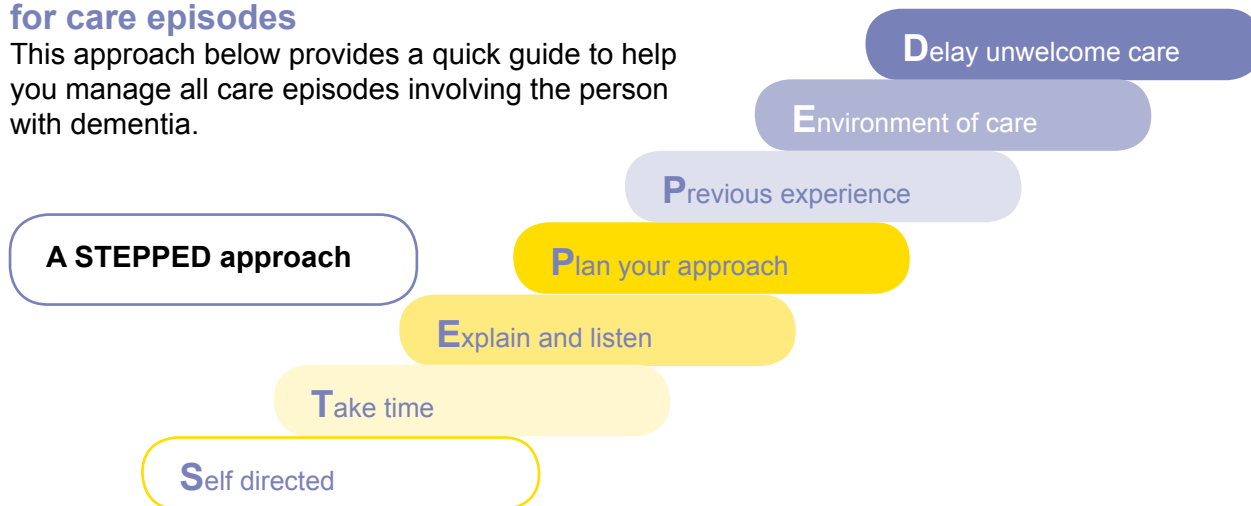 for care episodes
This approach below provides a quick guide to help
you manage all care episodes involving the person
with dementia.
Delay unwelcome care
Environment of care
Previous experience
A STEPPED approach
Plan your approach
Explain and listen
Take time
Self directed